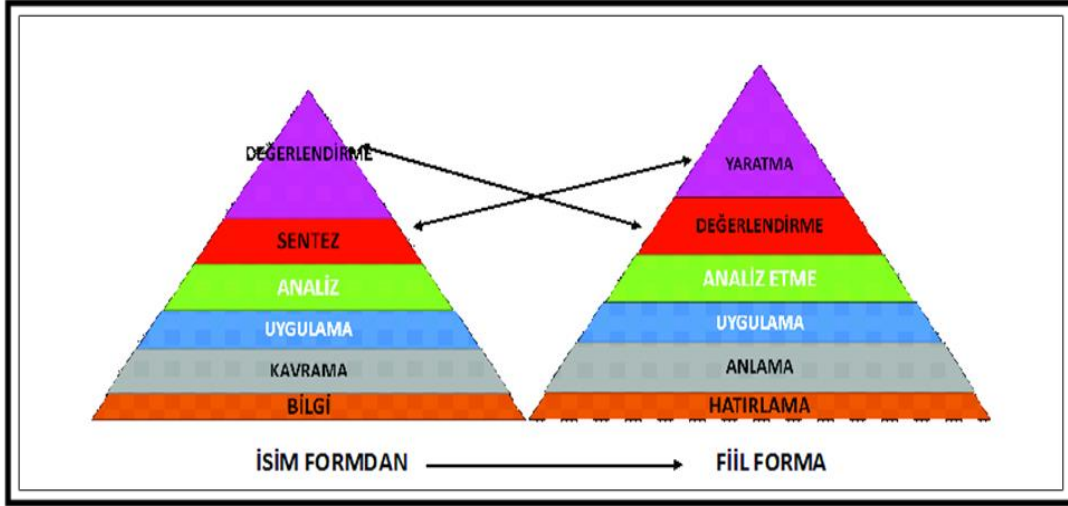 DEĞERLENDİRME
SENTEZ
ANALİZ
UYGULAMA
KAVRAMA
BİLGİ
YARATMA
DEĞERLENDİRME
ANALİZ ETME
UYGULAMA
ANLAMA
HATIRLAMA
İSİM FORMDAN
FİİL FORMA